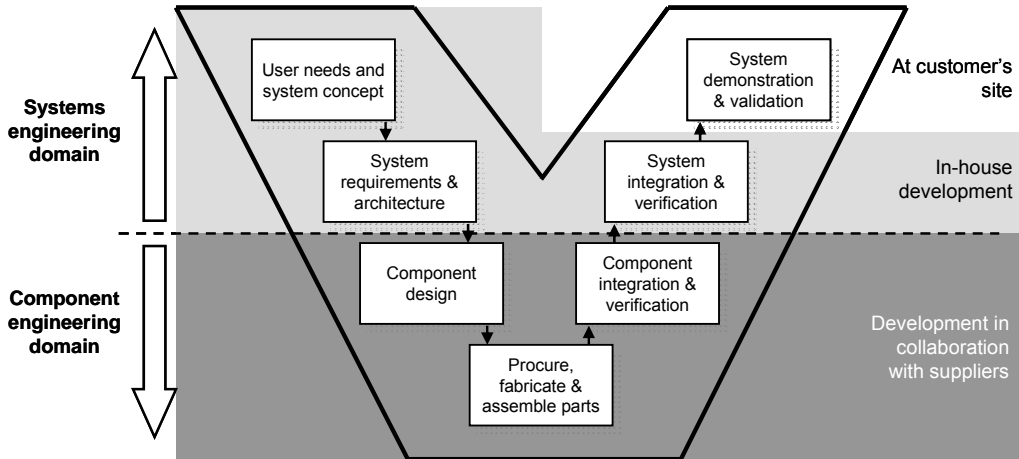 Systems
engineering
domain
Component
engineering
domain
User needs and
system concept
System
requirements &
architecture
Component
design
Procure,
fabricate &
assemble parts
Component
integration &
verification
System
integration &
verification
System
demonstration
& validation
At customer's
site
In-house
development
Development in
collaboration
with suppliers